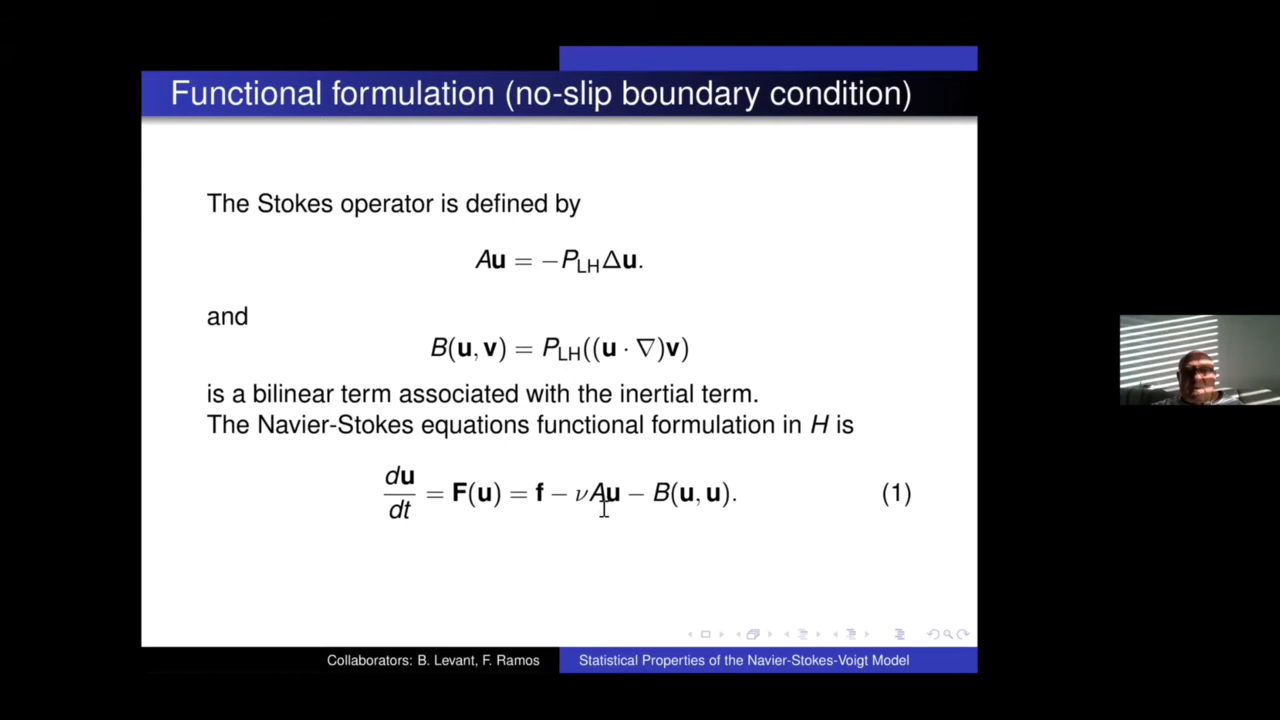 Functional formulation (no-slip boundary condition)
The Stokes operator is defined by
Au = −P_LH Δu.
and
B(u, v) = P_LH((u · ∇)v)
is a bilinear term associated with the inertial term.
The Navier-Stokes equations functional formulation in H is
du/dt = F(u) = f − νAu − B(u, u). (1)
Collaborators: B. Levant, F. Ramos
Statistical Properties of the Navier-Stokes-Voigt Model